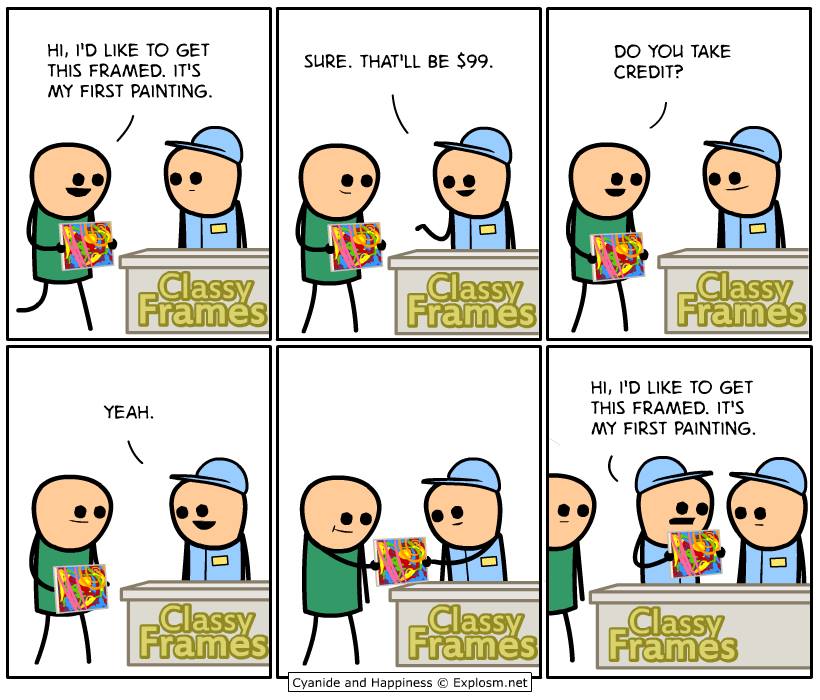 HI, I'D LIKE TO GET
THIS FRAMED. IT'S
MY FIRST PAINTING.
Classy
Frames
SURE. THAT'LL BE $99.
Classy
Frames
DO YOU TAKE
CREDIT?
Classy
Frames
YEAH.
Classy
Frames
Classy
Frames
HI, I'D LIKE TO GET
THIS FRAMED. IT'S
MY FIRST PAINTING.
Classy
Frames
Cyanide and Happiness © Explosm.net